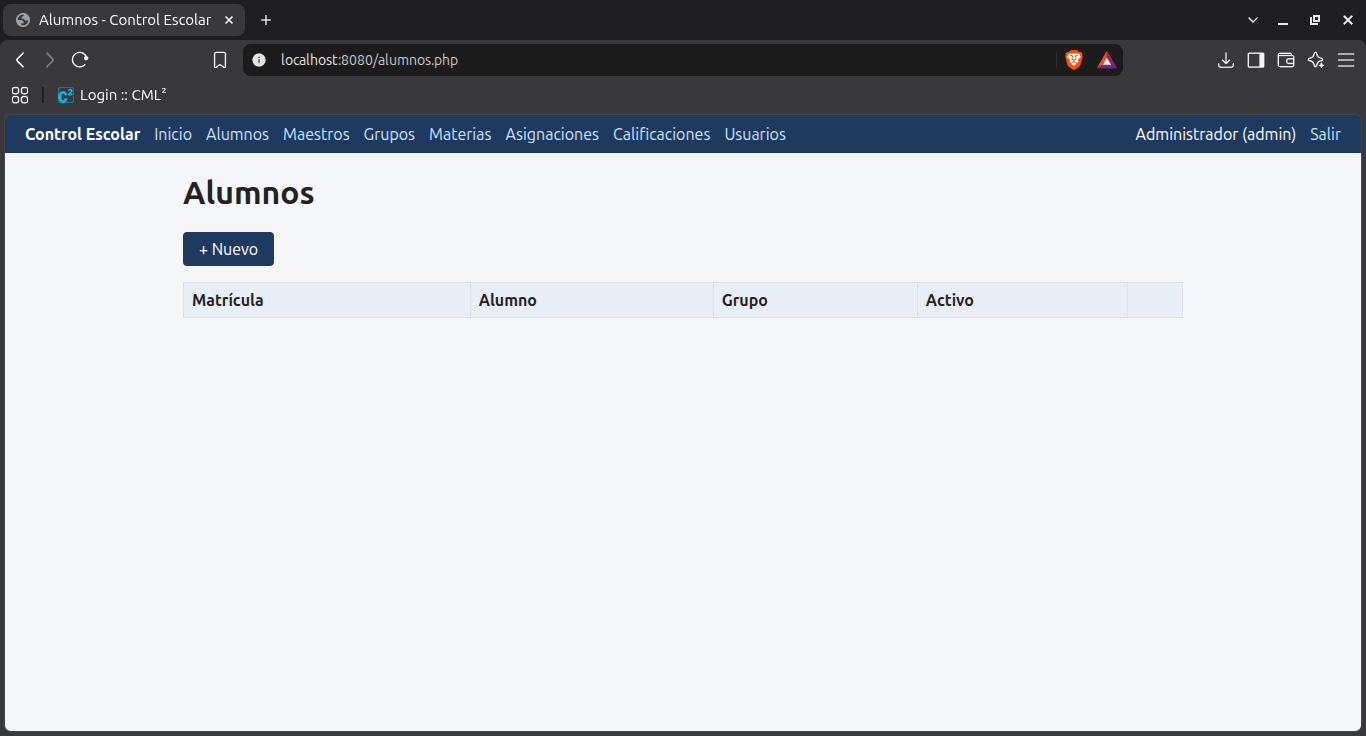 Alumnos - Control Escolar
localhost:8080/alumnos.php
Login :: CML²
Control Escolar Inicio Alumnos Maestros Grupos Materias Asignaciones Calificaciones Usuarios Administrador (admin) Salir
Alumnos
+ Nuevo
Matrícula Alumno Grupo Activo